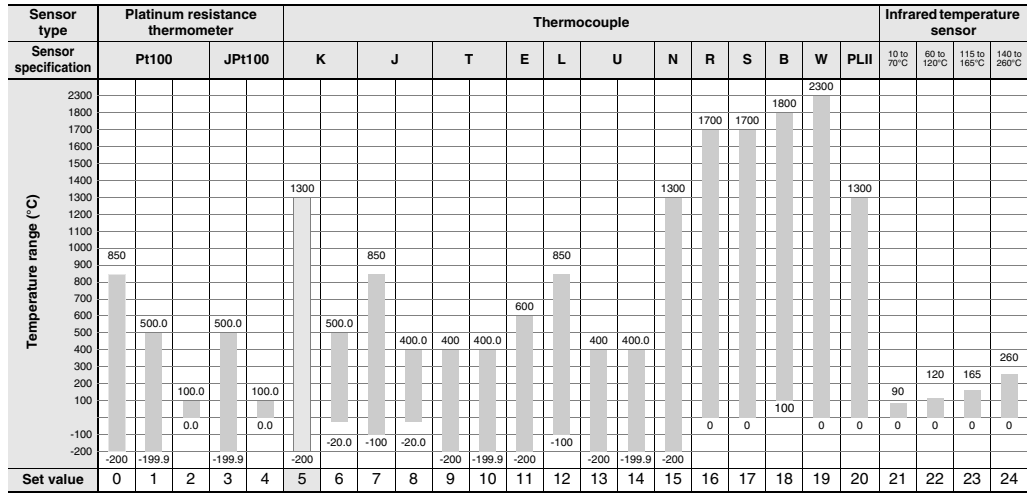 Sensor type Platinum resistance thermometer Thermocouple Infrared temperature sensor
Sensor specification Pt100 JPt100 K J T E L U N R S B W PLII 10 to 70°C 60 to 120°C 115 to 165°C 140 to 260°C
Temperature range (°C)
2300 2300
1800 1800
1700 1700 1700
1600
1500
1400
1300 1300 1300 1300
1200
1100
1000
900 850 850 850
800
700
600 600
500 500.0 500.0 500.0
400 400.0 400 400.0 400 400.0
300 260
200 120 165
100 100.0 100.0 100 90
0.0 0.0 0 0 0 0 0 0 0 0
-100 -20.0 -100 -20.0 -100
-200 -200 -199.9 -199.9 -200 -200 -199.9 -200 -200 -199.9 -200
Set value 0 1 2 3 4 5 6 7 8 9 10 11 12 13 14 15 16 17 18 19 20 21 22 23 24